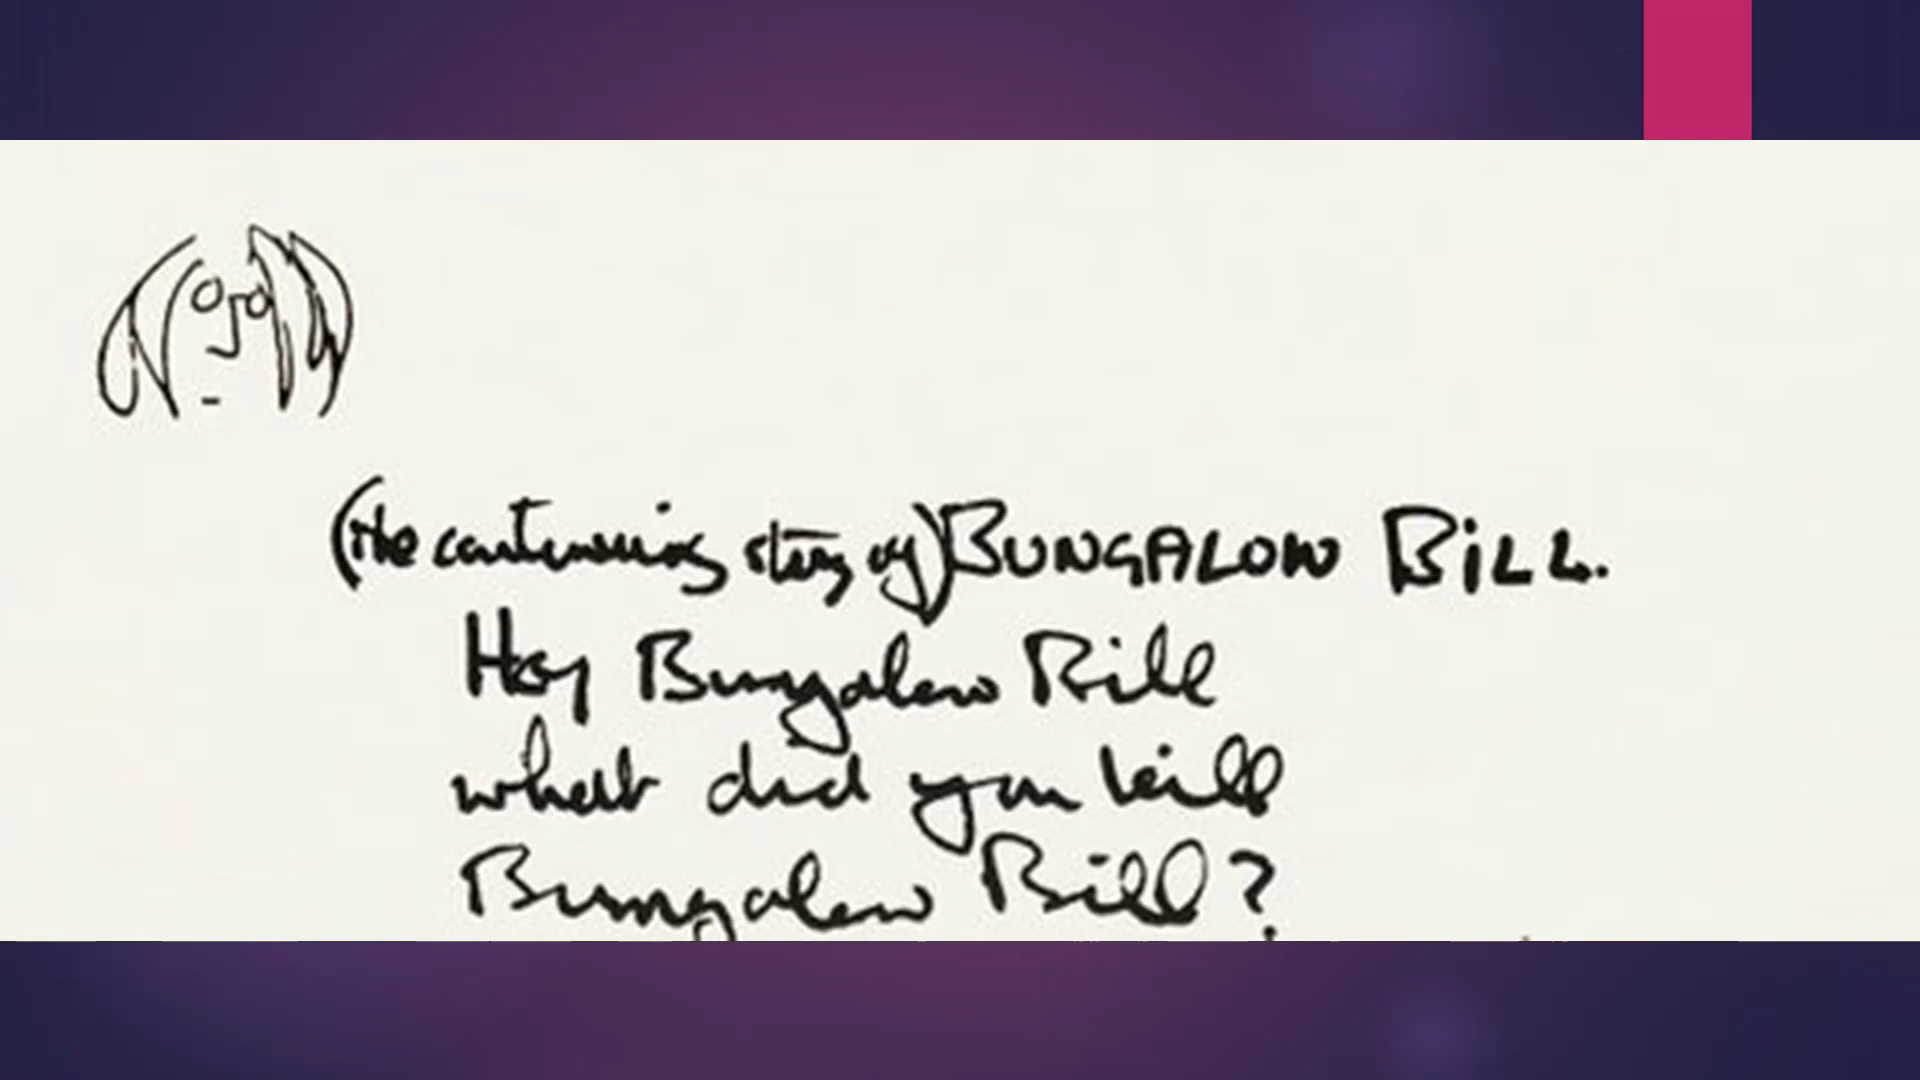 (the continuing story of) BUNGALOW BiLL.
Hey Bungalow Bill
what did you kill
Bungalow Bill?